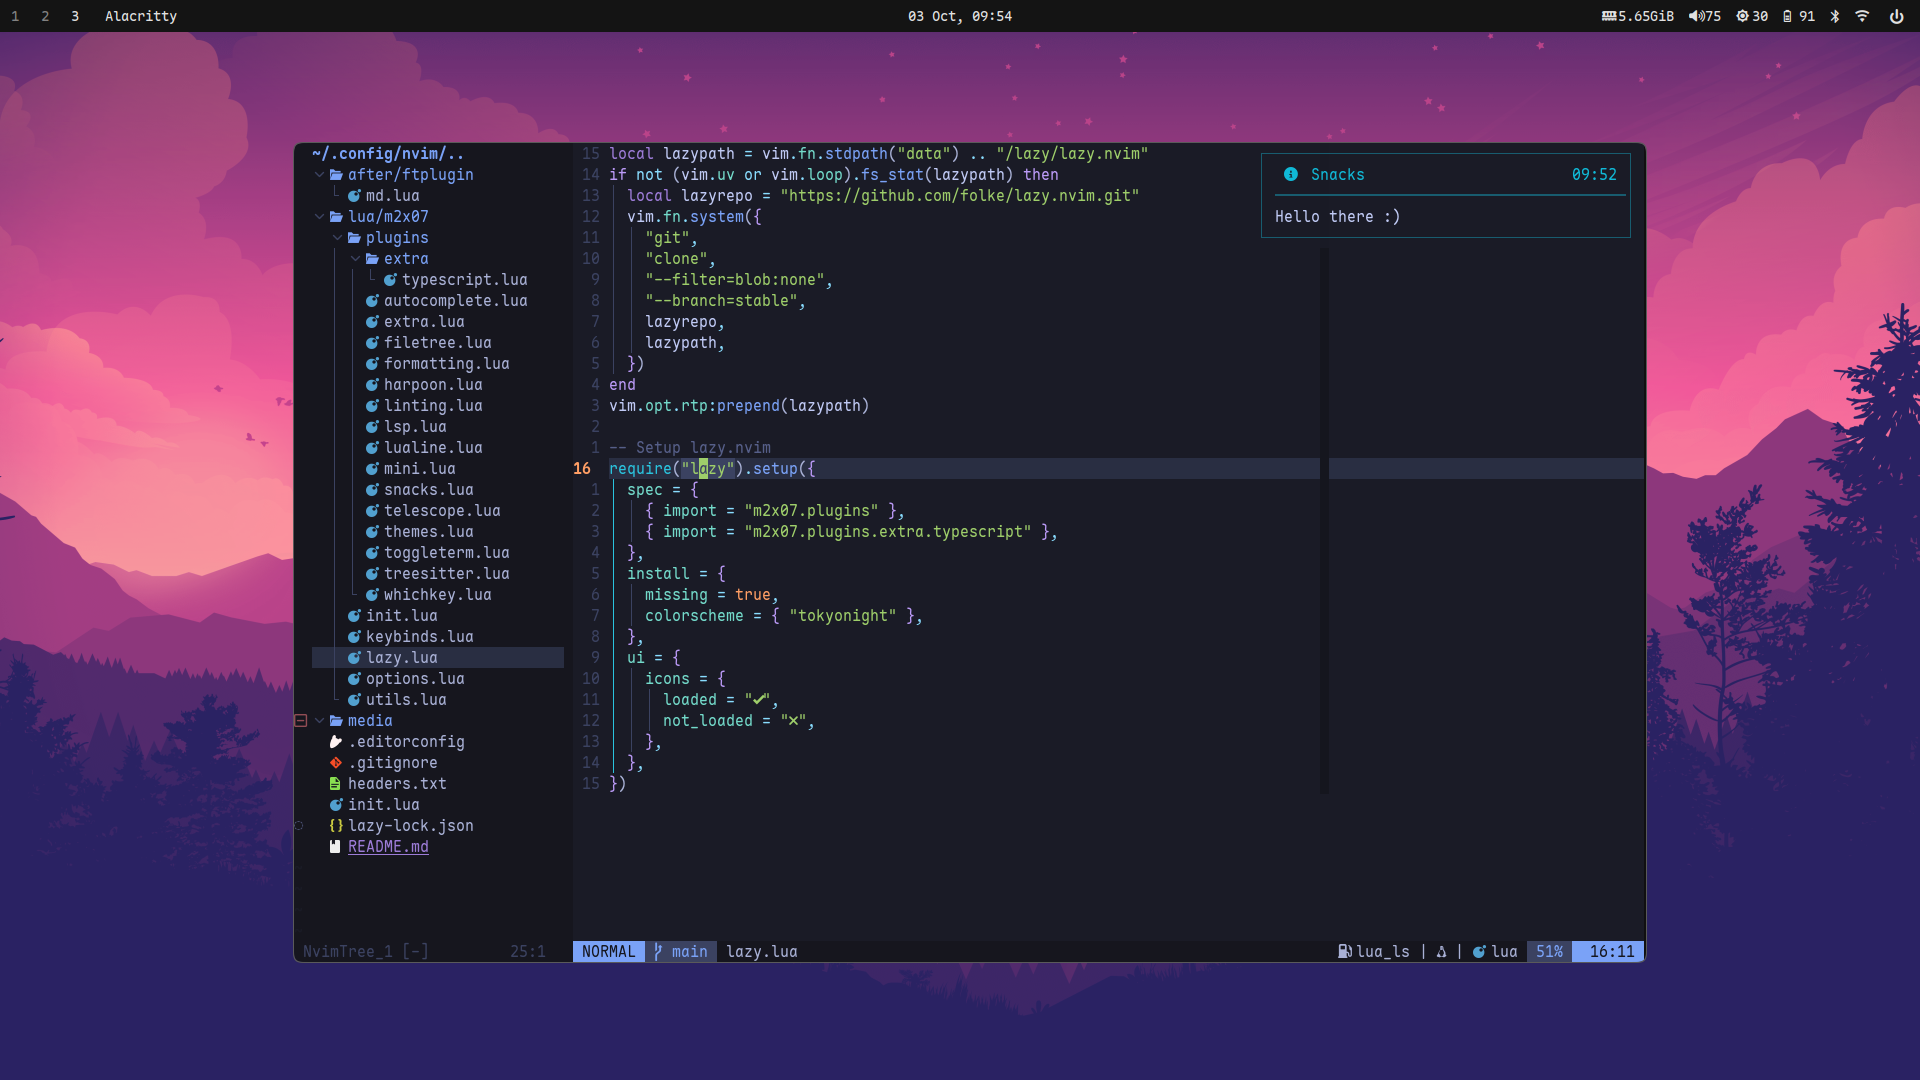 1 2 3 Alacritty
03 Oct, 09:54
5.65GiB 75 30 91
~/.config/nvim/..
after/ftplugin
md.lua
lua/m2x07
plugins
extra
typescript.lua
autocomplete.lua
extra.lua
filetree.lua
formatting.lua
harpoon.lua
linting.lua
lsp.lua
lualine.lua
mini.lua
snacks.lua
telescope.lua
themes.lua
toggleterm.lua
treesitter.lua
whichkey.lua
init.lua
keybinds.lua
lazy.lua
options.lua
utils.lua
media
.editorconfig
.gitignore
headers.txt
init.lua
{} lazy-lock.json
README.md
NvimTree_1 [-] 25:1
15 local lazypath = vim.fn.stdpath("data") .. "/lazy/lazy.nvim"
14 if not (vim.uv or vim.loop).fs_stat(lazypath) then
13 local lazyrepo = "https://github.com/folke/lazy.nvim.git"
12 vim.fn.system({
11 "git",
10 "clone",
9 "--filter=blob:none",
8 "--branch=stable",
7 lazyrepo,
6 lazypath,
5 })
4 end
3 vim.opt.rtp:prepend(lazypath)
2
1 -- Setup lazy.nvim
16 require("lazy").setup({
1 spec = {
2 { import = "m2x07.plugins" },
3 { import = "m2x07.plugins.extra.typescript" },
4 },
5 install = {
6 missing = true,
7 colorscheme = { "tokyonight" },
8 },
9 ui = {
10 icons = {
11 loaded = "✔",
12 not_loaded = "✖",
13 },
14 },
15 })
Snacks 09:52
Hello there :)
NORMAL main lazy.lua
lua_ls | | lua 51% 16:11